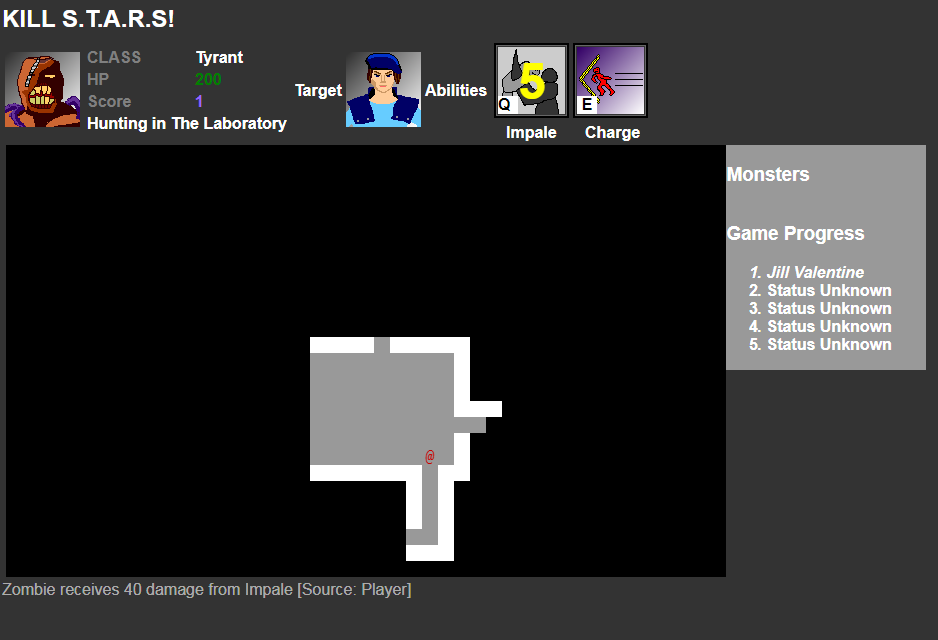 KILL S.T.A.R.S!
CLASS Tyrant
HP 200
Score 1
Hunting in The Laboratory
Target
Abilities
5
Q
E
Impale
Charge
Monsters
Game Progress
1. Jill Valentine
2. Status Unknown
3. Status Unknown
4. Status Unknown
5. Status Unknown
@
Zombie receives 40 damage from Impale [Source: Player]